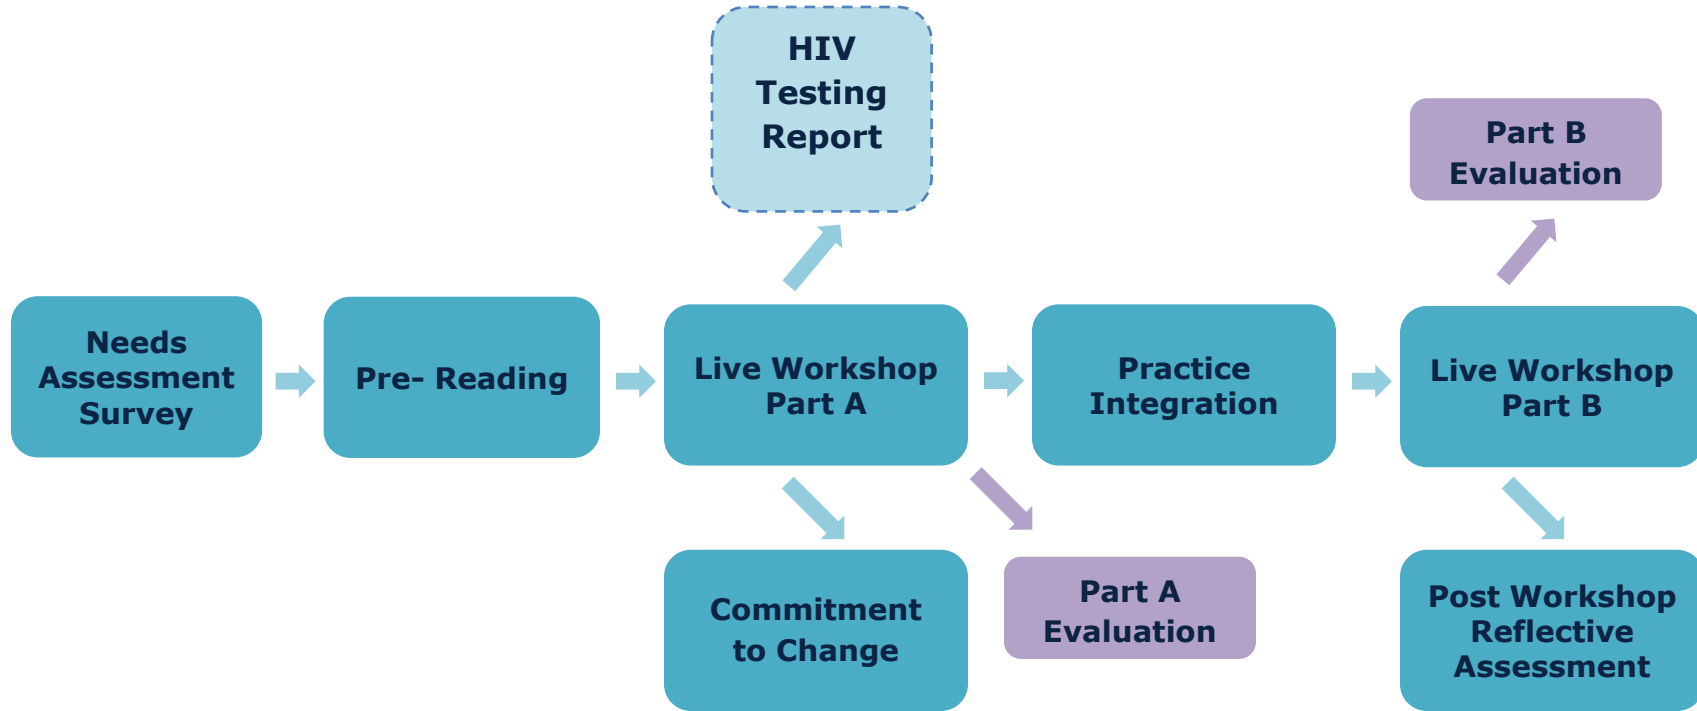 HIV
Testing
Report
Part B
Evaluation
Needs
Assessment
Survey
Pre- Reading
Live Workshop
Part A
Practice
Integration
Live Workshop
Part B
Commitment
to Change
Part A
Evaluation
Post Workshop
Reflective
Assessment